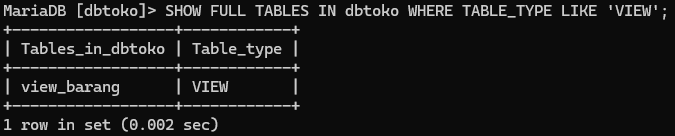 MariaDB [dbtoko]> SHOW FULL TABLES IN dbtoko WHERE TABLE_TYPE LIKE 'VIEW';
+------------------+------------+
| Tables_in_dbtoko | Table_type |
+------------------+------------+
| view_barang      | VIEW       |
+------------------+------------+
1 row in set (0.002 sec)